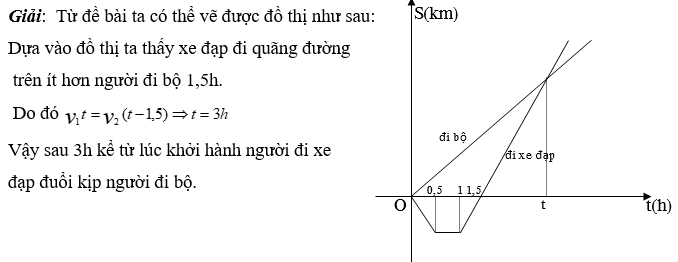 Giải: Từ đề bài ta có thể vẽ được đồ thị như sau:
Dựa vào đồ thị ta thấy xe đạp đi quãng đường
trên ít hơn người đi bộ 1,5h.
Do đó v₁t = v₂(t−1,5) ⇒ t = 3h
Vậy sau 3h kể từ lúc khởi hành người đi xe
đạp đuổi kịp người đi bộ.
S(km)
đi bộ
đi xe đạp
0,5 1 1,5
O t t(h)